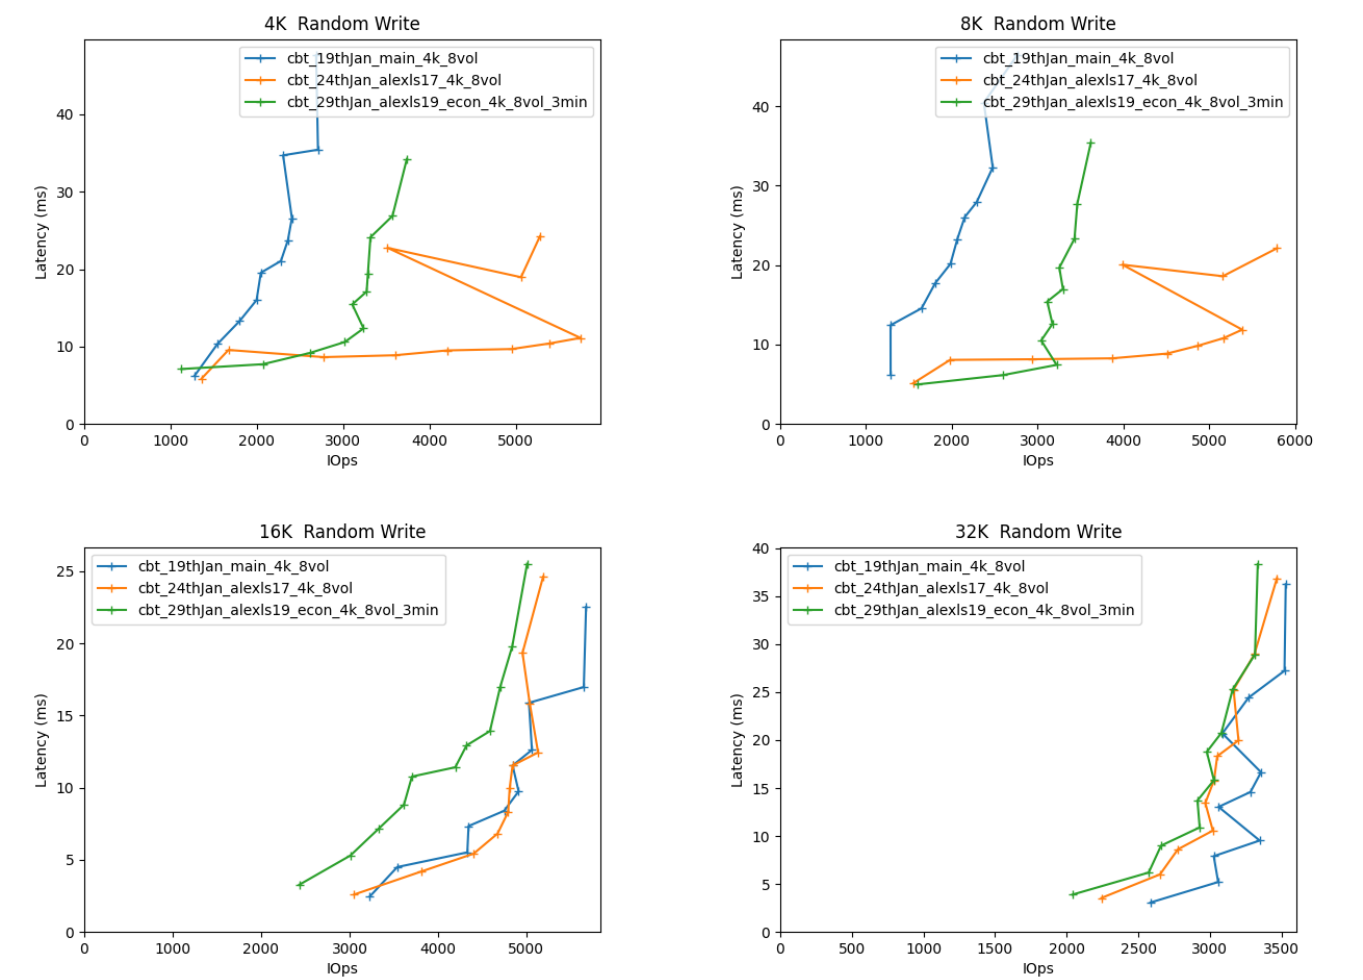 4K  Random Write
cbt_19thJan_main_4k_8vol
cbt_24thJan_alexls17_4k_8vol
cbt_29thJan_alexls19_econ_4k_8vol_3min
40
30
20
10
0
Latency (ms)
0 1000 2000 3000 4000 5000
IOps
8K  Random Write
cbt_19thJan_main_4k_8vol
cbt_24thJan_alexls17_4k_8vol
cbt_29thJan_alexls19_econ_4k_8vol_3min
40
30
20
10
0
Latency (ms)
0 1000 2000 3000 4000 5000 6000
IOps
16K  Random Write
cbt_19thJan_main_4k_8vol
cbt_24thJan_alexls17_4k_8vol
cbt_29thJan_alexls19_econ_4k_8vol_3min
25
20
15
10
5
0
Latency (ms)
0 1000 2000 3000 4000 5000
IOps
32K  Random Write
cbt_19thJan_main_4k_8vol
cbt_24thJan_alexls17_4k_8vol
cbt_29thJan_alexls19_econ_4k_8vol_3min
40
35
30
25
20
15
10
5
0
Latency (ms)
0 500 1000 1500 2000 2500 3000 3500
IOps